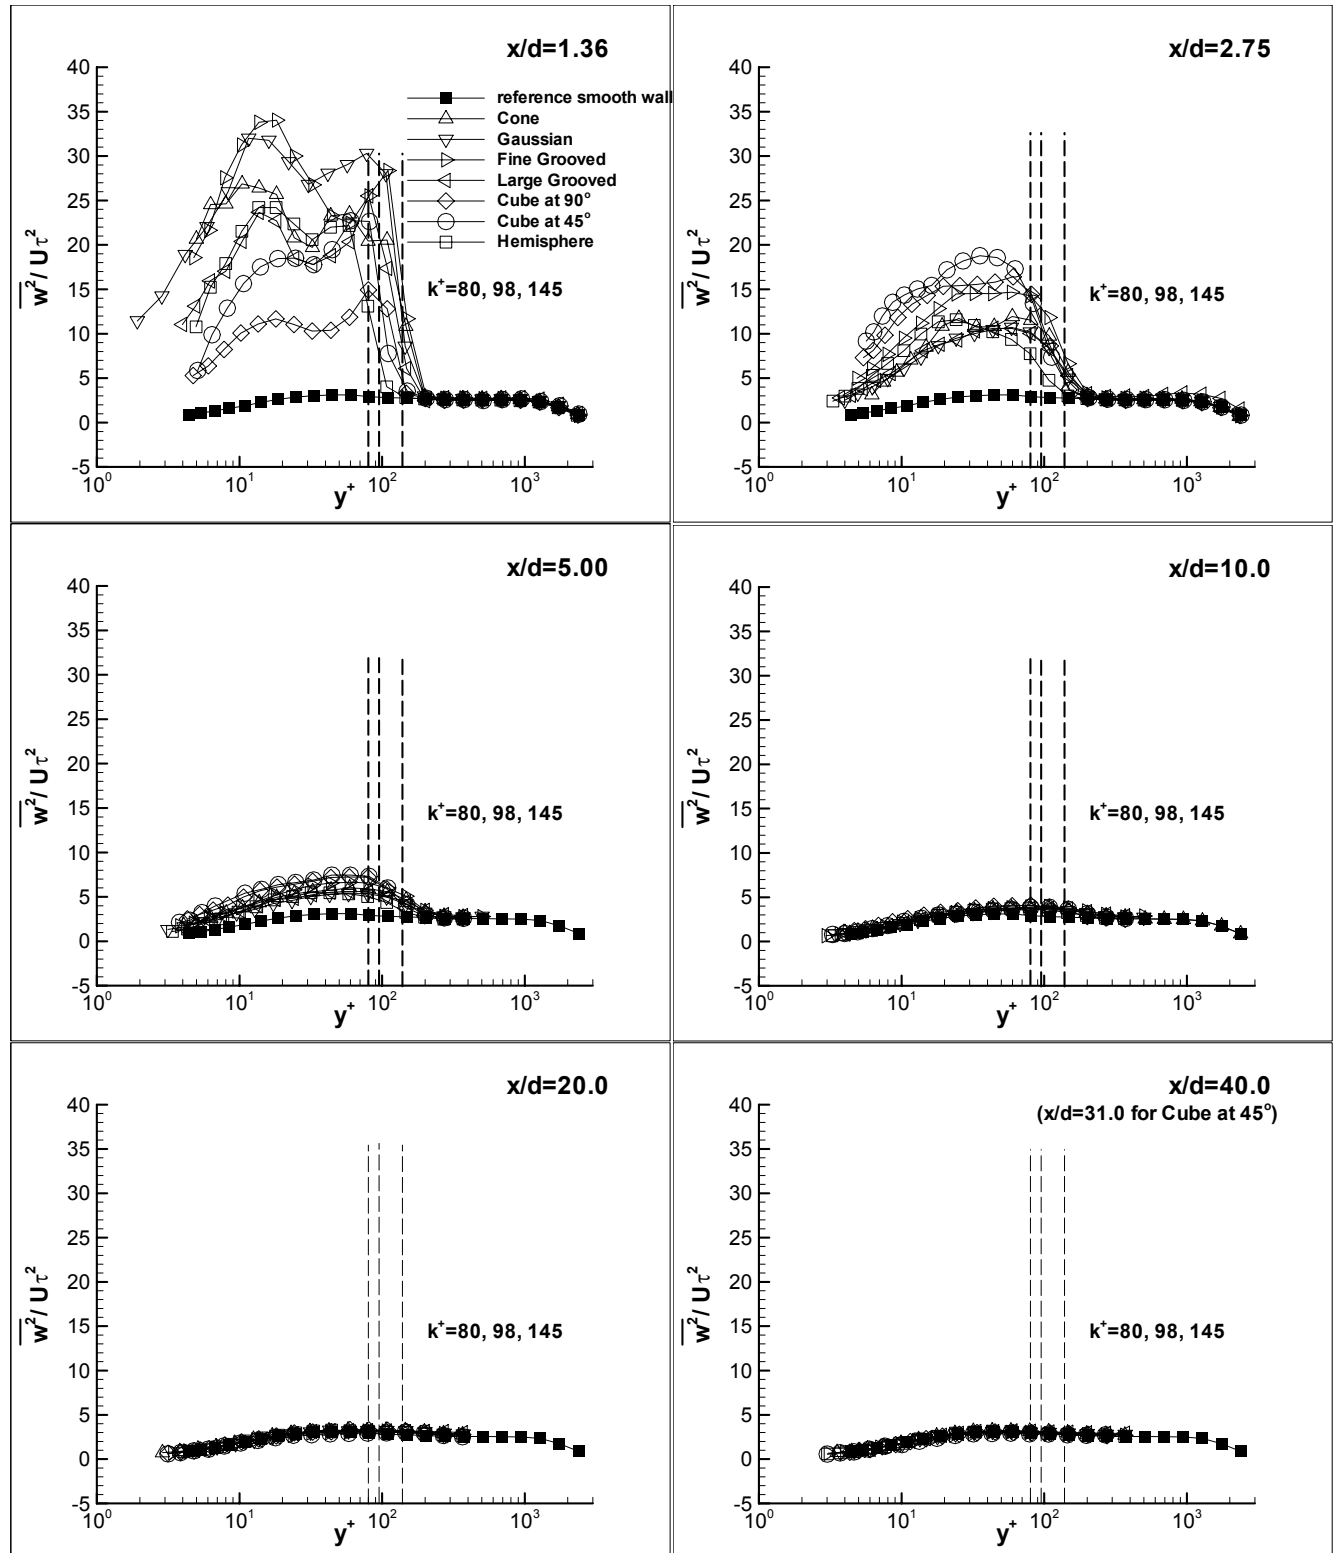 x/d=1.36
40
35
30
25
20
15
10
5
0
-5
w²/ Uτ²
reference smooth wall
Cone
Gaussian
Fine Grooved
Large Grooved
Cube at 90°
Cube at 45°
Hemisphere
k⁺=80, 98, 145
10⁰ 10¹ 10² 10³
y⁺
x/d=2.75
40
35
30
25
20
15
10
5
0
-5
w²/ Uτ²
k⁺=80, 98, 145
10⁰ 10¹ 10² 10³
y⁺
x/d=5.00
40
35
30
25
20
15
10
5
0
-5
w²/ Uτ²
k⁺=80, 98, 145
10⁰ 10¹ 10² 10³
y⁺
x/d=10.0
40
35
30
25
20
15
10
5
0
-5
w²/ Uτ²
k⁺=80, 98, 145
10⁰ 10¹ 10² 10³
y⁺
x/d=20.0
40
35
30
25
20
15
10
5
0
-5
w²/ Uτ²
k⁺=80, 98, 145
10⁰ 10¹ 10² 10³
y⁺
x/d=40.0
(x/d=31.0 for Cube at 45°)
40
35
30
25
20
15
10
5
0
-5
w²/ Uτ²
k⁺=80, 98, 145
10⁰ 10¹ 10² 10³
y⁺